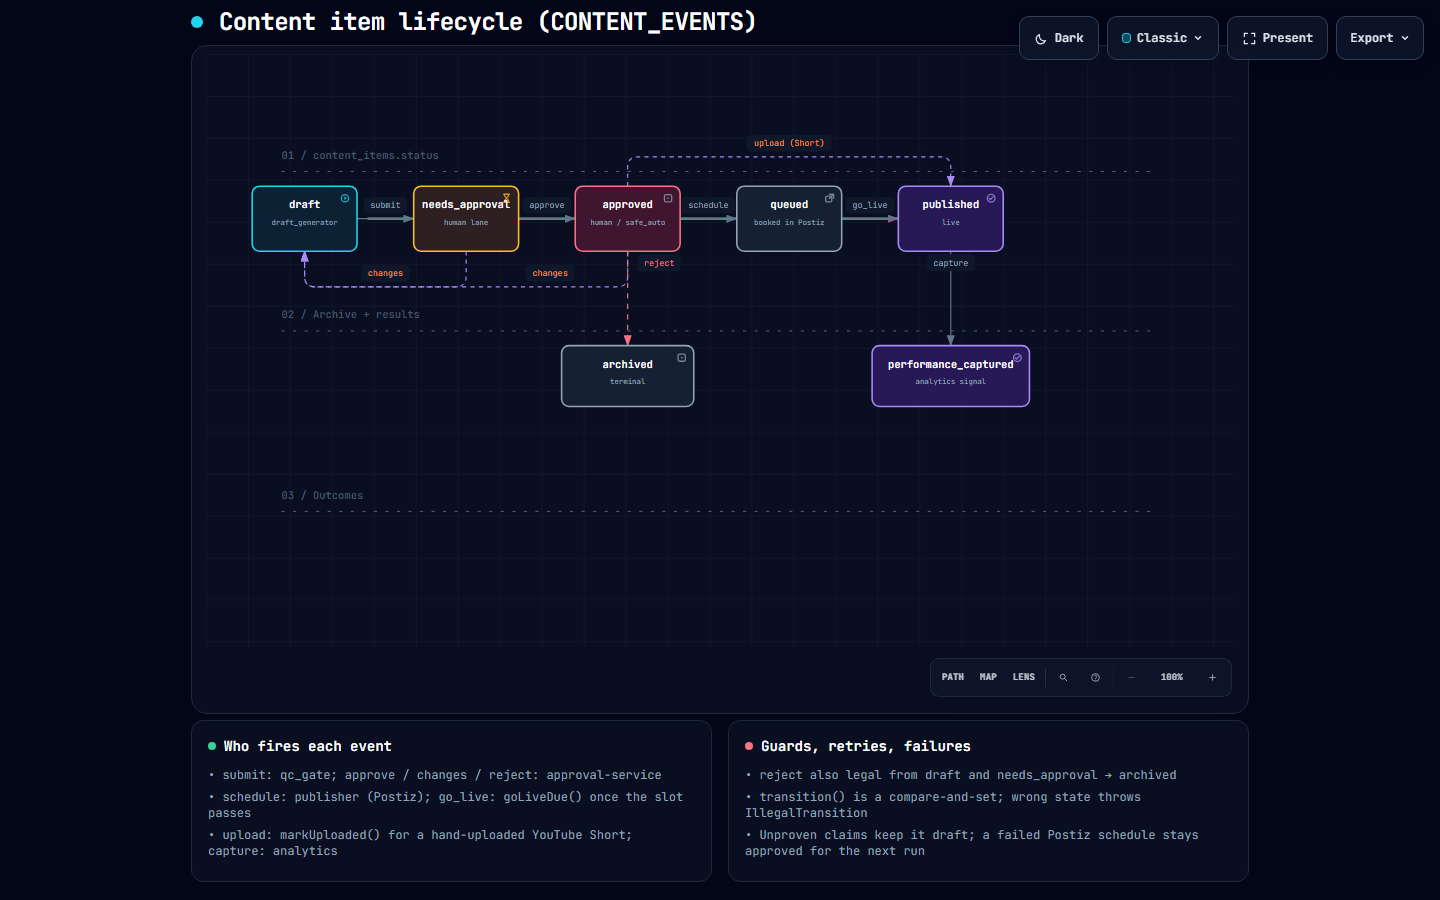 Content item lifecycle (CONTENT_EVENTS)
Dark
Classic
Present
Export
upload (Short)
01 / content_items.status
draft
draft_generator
submit
needs_approval
human lane
approve
approved
human / safe_auto
schedule
queued
booked in Postiz
go_live
published
live
changes
changes
reject
capture
02 / Archive + results
archived
terminal
performance_captured
analytics signal
03 / Outcomes
PATH MAP LENS
100%
Who fires each event
• submit: qc_gate; approve / changes / reject: approval-service
• schedule: publisher (Postiz); go_live: goLiveDue() once the slot
passes
• upload: markUploaded() for a hand-uploaded YouTube Short;
capture: analytics
Guards, retries, failures
• reject also legal from draft and needs_approval → archived
• transition() is a compare-and-set; wrong state throws
IllegalTransition
• Unproven claims keep it draft; a failed Postiz schedule stays
approved for the next run